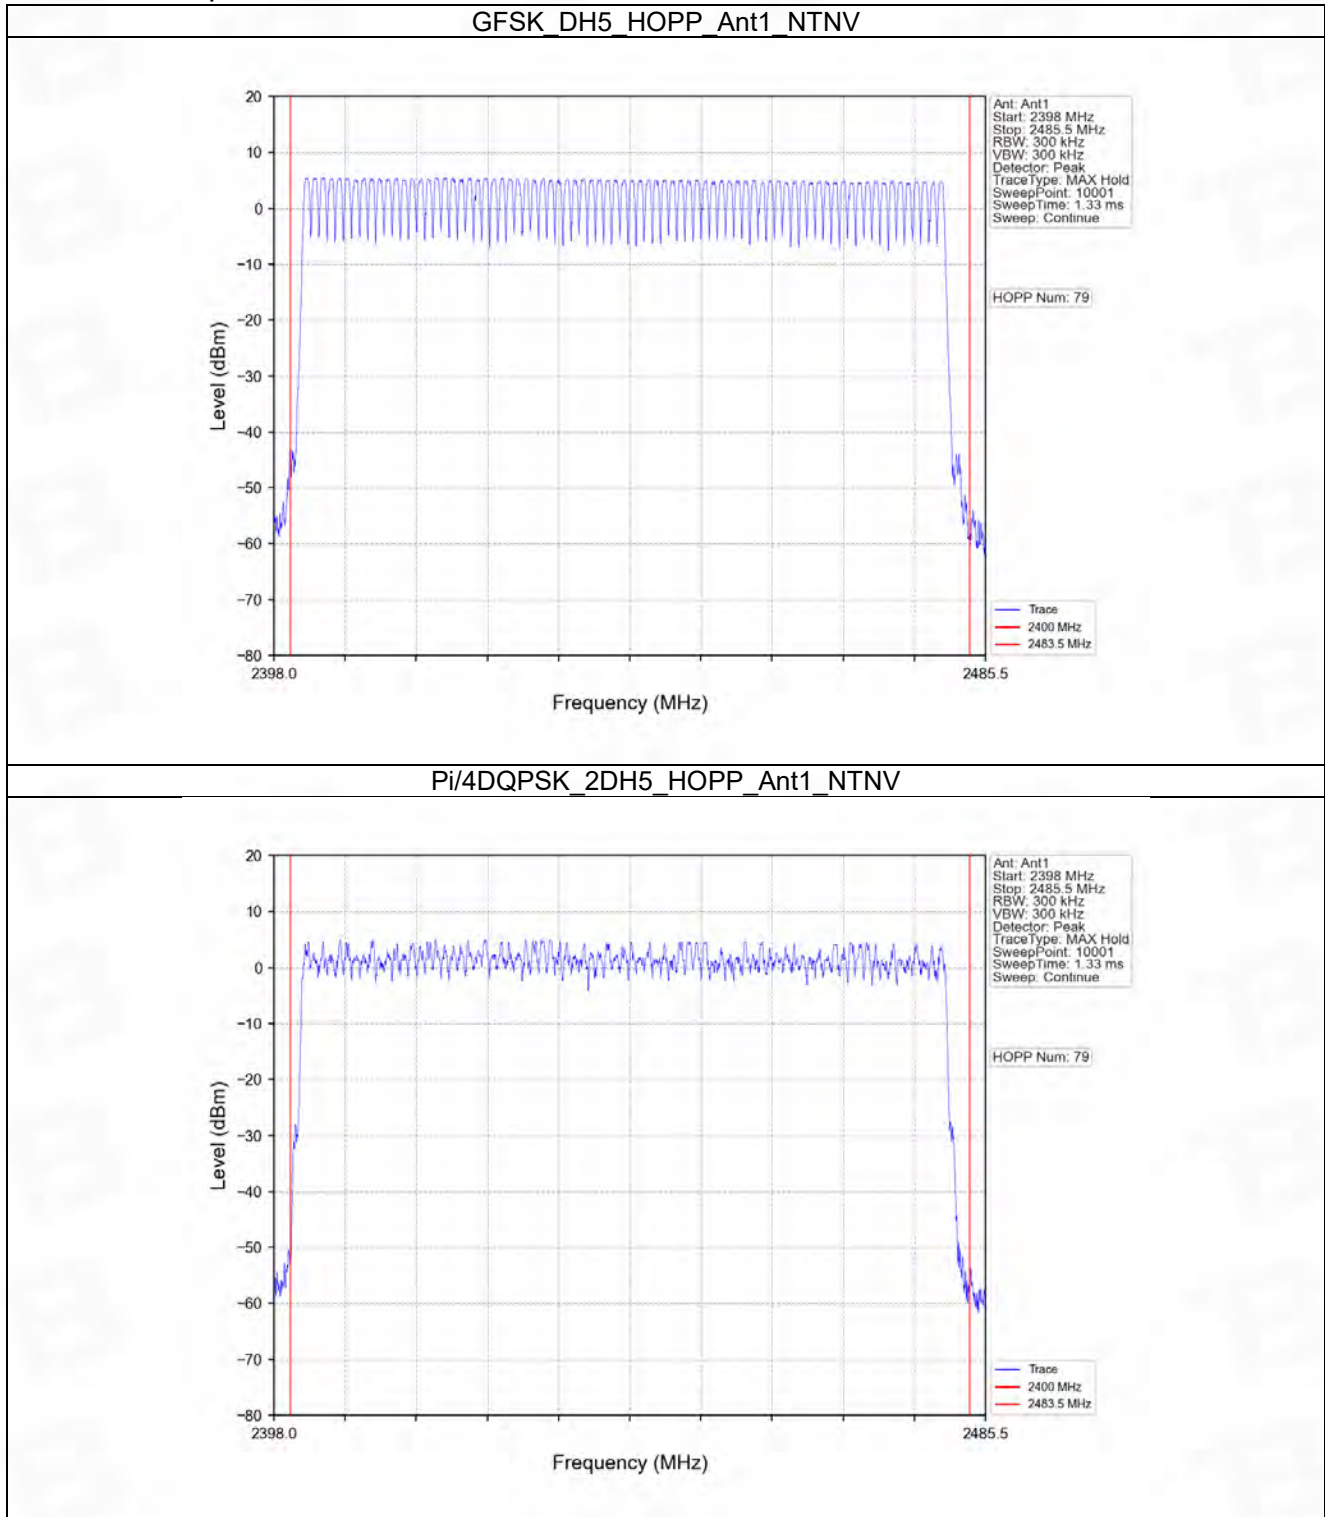 GFSK_DH5_HOPP_Ant1_NTNV
20
10
0
−10
−20
−30
−40
−50
−60
−70
−80
Level (dBm)
2398.0
2485.5
Frequency (MHz)
Ant: Ant1
Start: 2398 MHz
Stop: 2485.5 MHz
RBW: 300 kHz
VBW: 300 kHz
Detector: Peak
TraceType: MAX Hold
SweepPoint: 10001
SweepTime: 1.33 ms
Sweep: Continue
HOPP Num: 79
Trace
2400 MHz
2483.5 MHz
Pi/4DQPSK_2DH5_HOPP_Ant1_NTNV
20
10
0
−10
−20
−30
−40
−50
−60
−70
−80
Level (dBm)
2398.0
2485.5
Frequency (MHz)
Ant: Ant1
Start: 2398 MHz
Stop: 2485.5 MHz
RBW: 300 kHz
VBW: 300 kHz
Detector: Peak
TraceType: MAX Hold
SweepPoint: 10001
SweepTime: 1.33 ms
Sweep: Continue
HOPP Num: 79
Trace
2400 MHz
2483.5 MHz